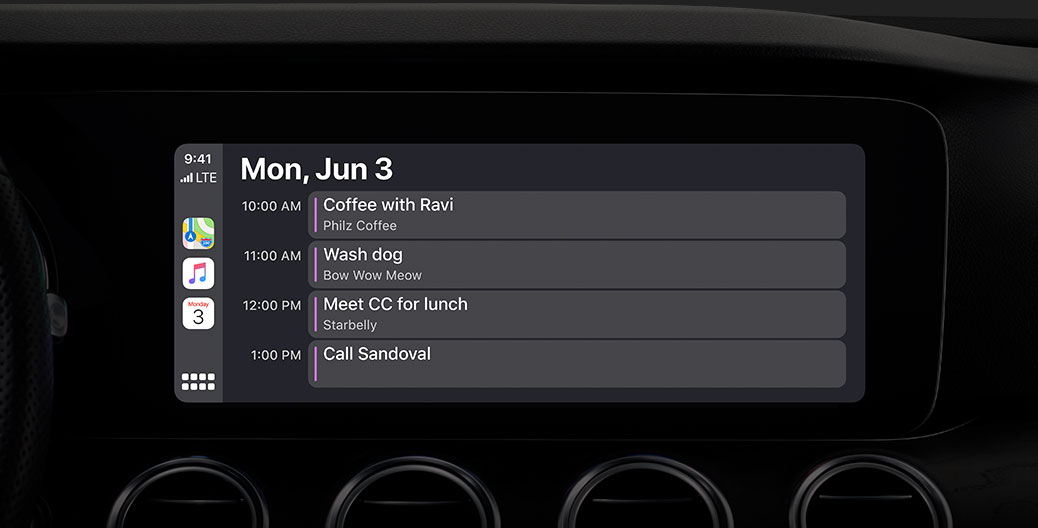 9:41
LTE
Mon, Jun 3
10:00 AM
Coffee with Ravi
Philz Coffee
11:00 AM
Wash dog
Bow Wow Meow
12:00 PM
Meet CC for lunch
Starbelly
1:00 PM
Call Sandoval
Monday
3
280